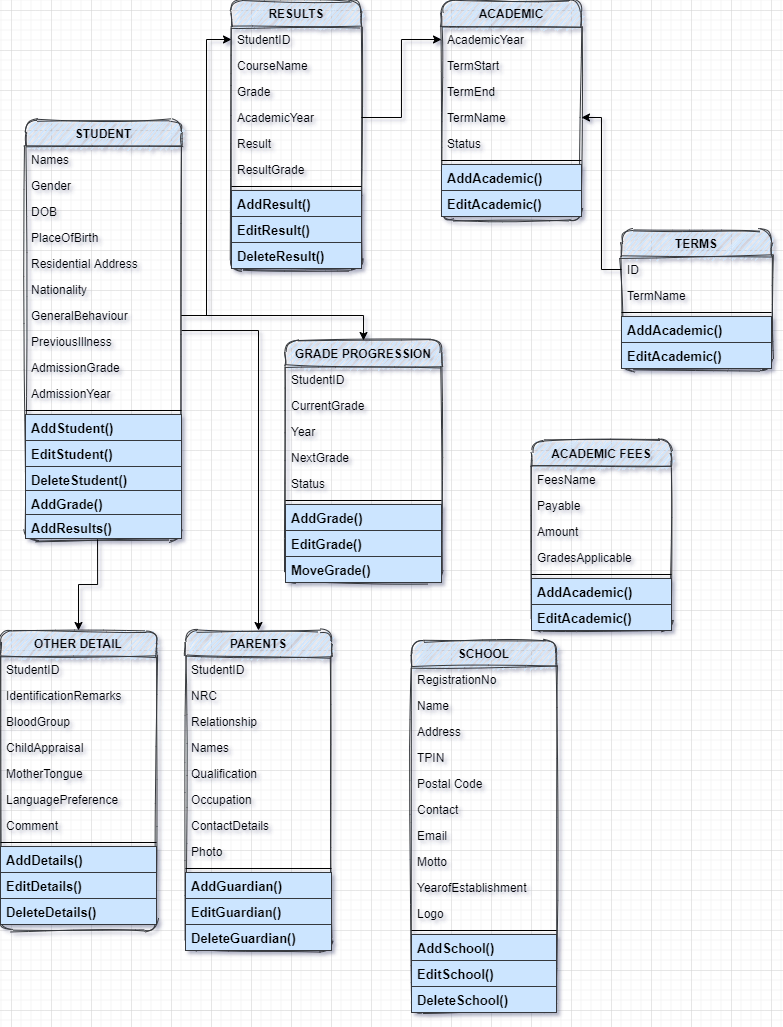 RESULTS
StudentID
CourseName
Grade
AcademicYear
Result
ResultGrade
AddResult()
EditResult()
DeleteResult()
ACADEMIC
AcademicYear
TermStart
TermEnd
TermName
Status
AddAcademic()
EditAcademic()
STUDENT
Names
Gender
DOB
PlaceOfBirth
Residential Address
Nationality
GeneralBehaviour
PreviousIllness
AdmissionGrade
AdmissionYear
AddStudent()
EditStudent()
DeleteStudent()
AddGrade()
AddResults()
TERMS
ID
TermName
AddAcademic()
EditAcademic()
GRADE PROGRESSION
StudentID
CurrentGrade
Year
NextGrade
Status
AddGrade()
EditGrade()
MoveGrade()
ACADEMIC FEES
FeesName
Payable
Amount
GradesApplicable
AddAcademic()
EditAcademic()
OTHER DETAIL
StudentID
IdentificationRemarks
BloodGroup
ChildAppraisal
MotherTongue
LanguagePreference
Comment
AddDetails()
EditDetails()
DeleteDetails()
PARENTS
StudentID
NRC
Relationship
Names
Qualification
Occupation
ContactDetails
Photo
AddGuardian()
EditGuardian()
DeleteGuardian()
SCHOOL
RegistrationNo
Name
Address
TPIN
Postal Code
Contact
Email
Motto
YearofEstablishment
Logo
AddSchool()
EditSchool()
DeleteSchool()